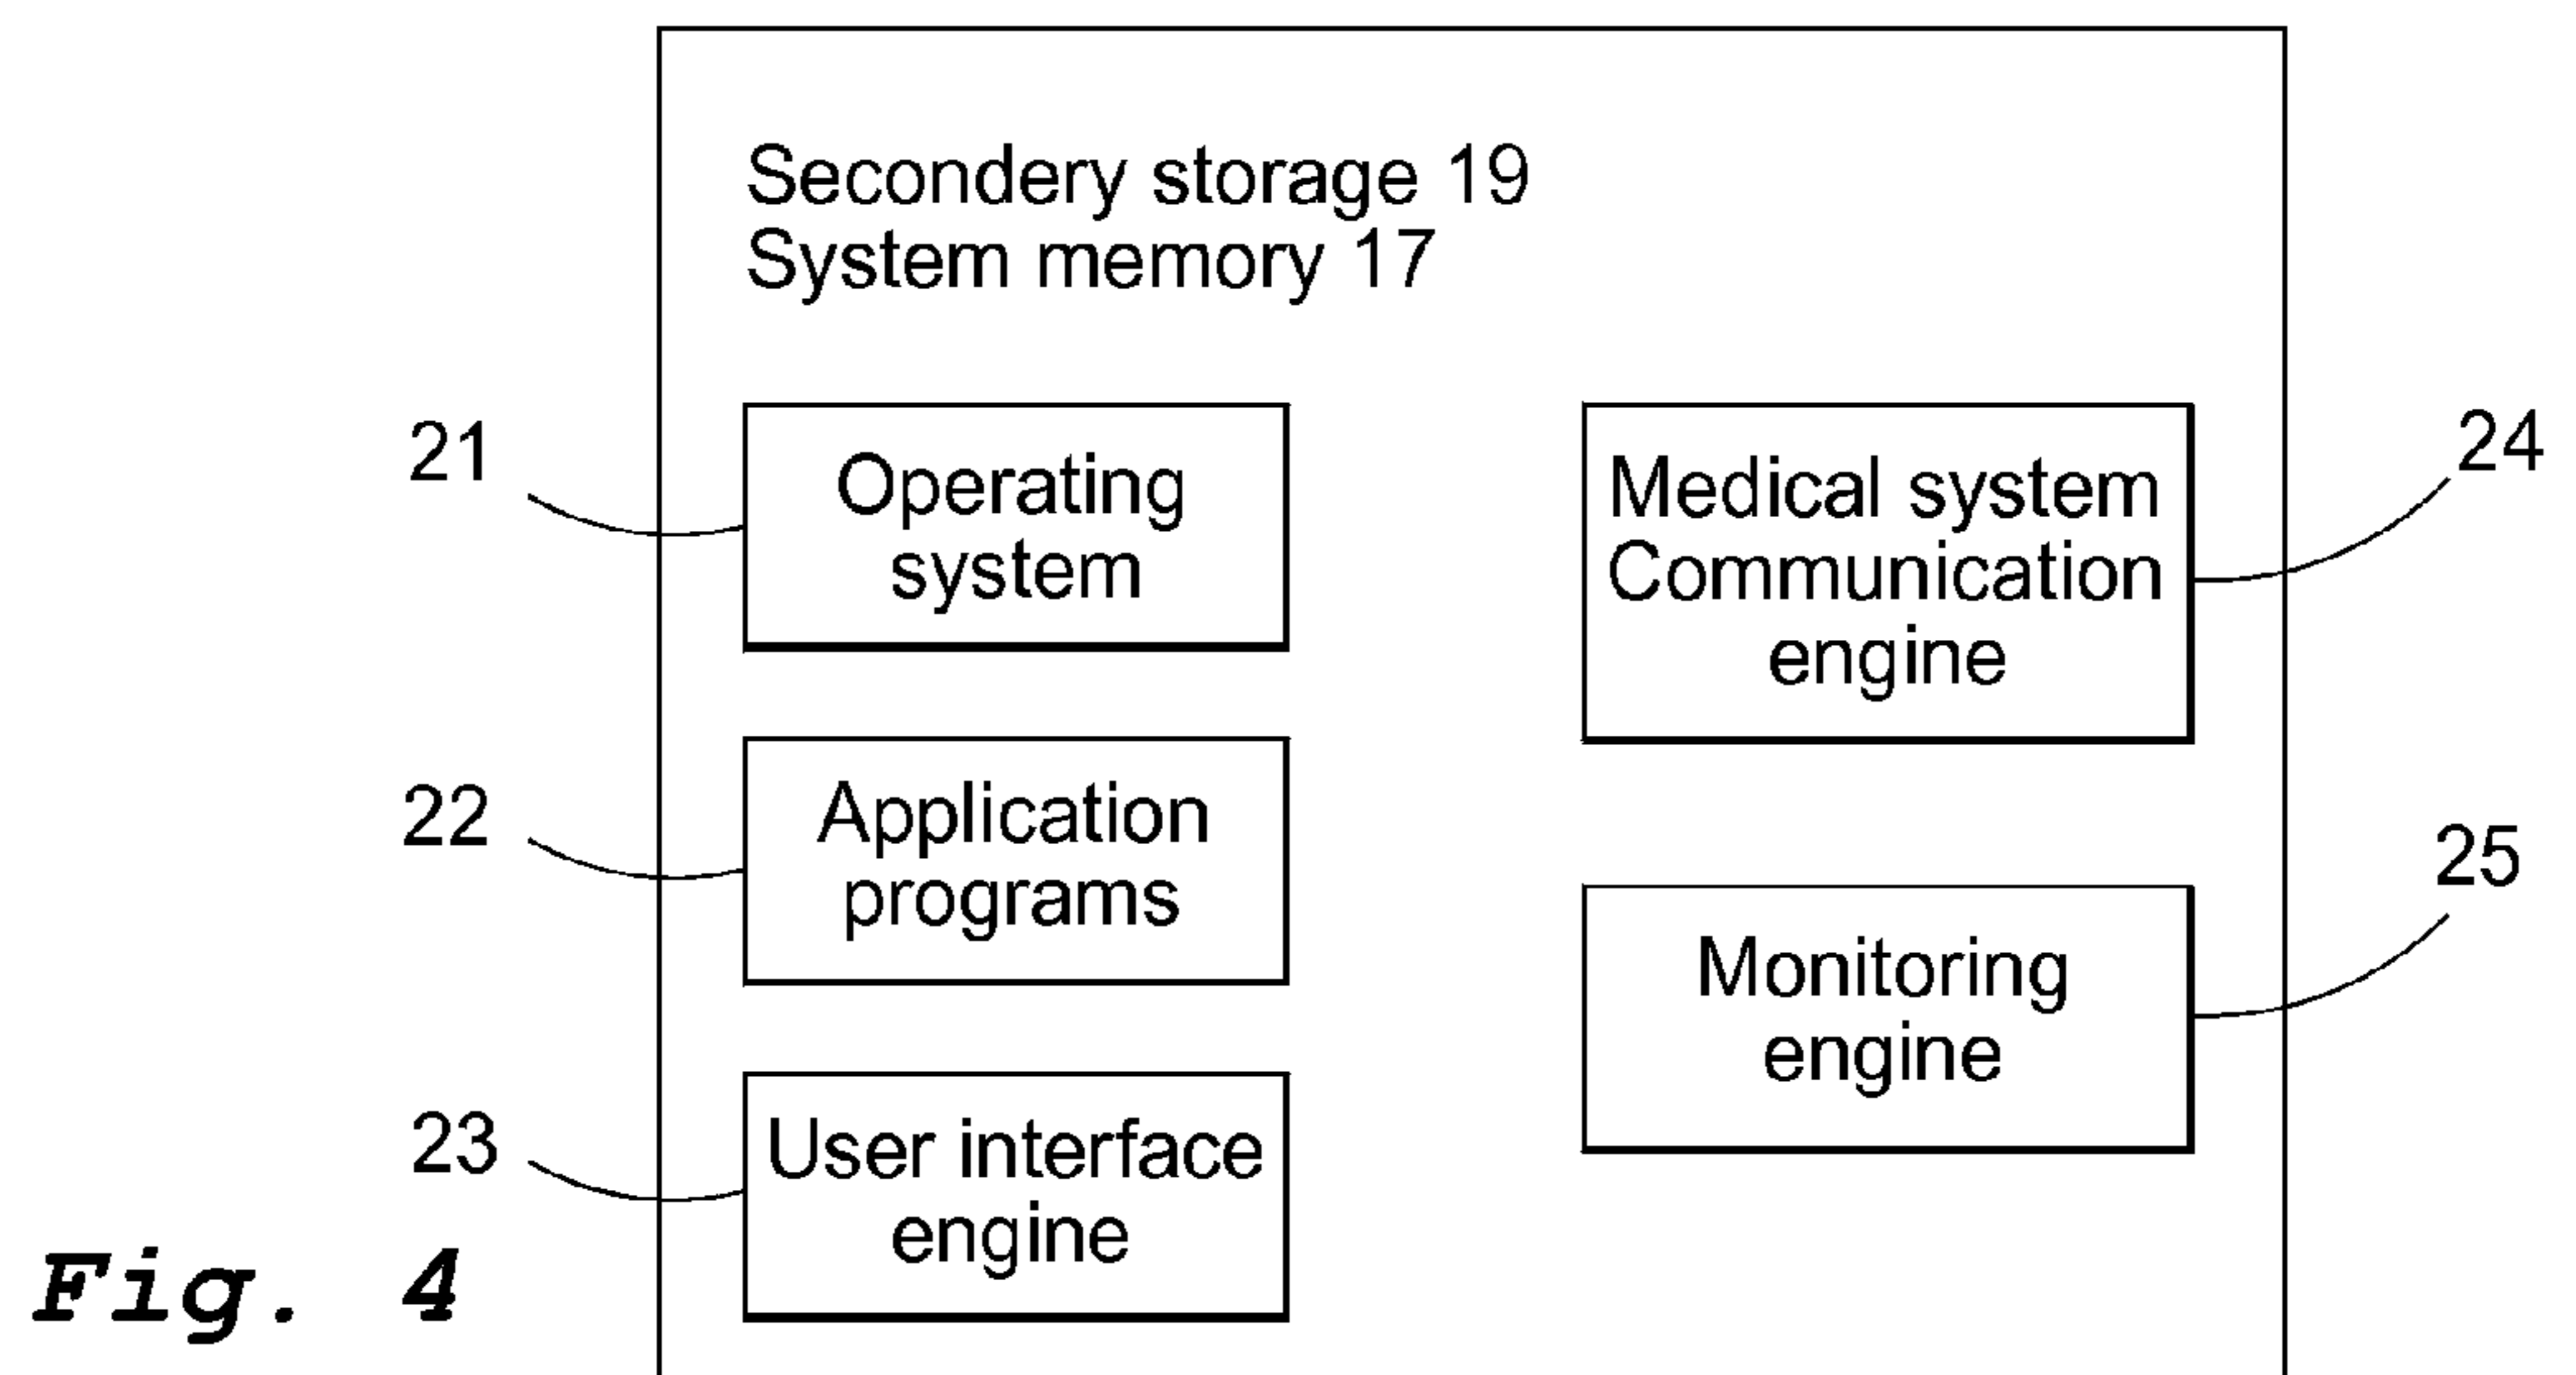 Secondery storage 19
System memory 17
21
Operating
system
22
Application
programs
23
User interface
engine
Medical system
Communication
engine
24
Monitoring
engine
25
Fig. 4